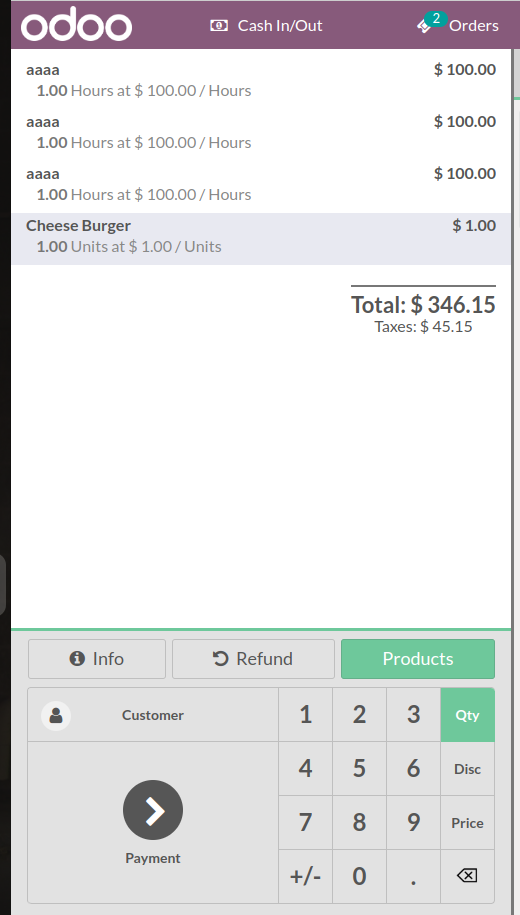 odoo
Cash In/Out
2
Orders
aaaa $ 100.00
1.00 Hours at $ 100.00 / Hours
aaaa $ 100.00
1.00 Hours at $ 100.00 / Hours
aaaa $ 100.00
1.00 Hours at $ 100.00 / Hours
Cheese Burger $ 1.00
1.00 Units at $ 1.00 / Units
Total: $ 346.15
Taxes: $ 45.15
Info
Refund
Products
Customer
1 2 3 Qty
4 5 6 Disc
7 8 9 Price
Payment
+/- 0 .